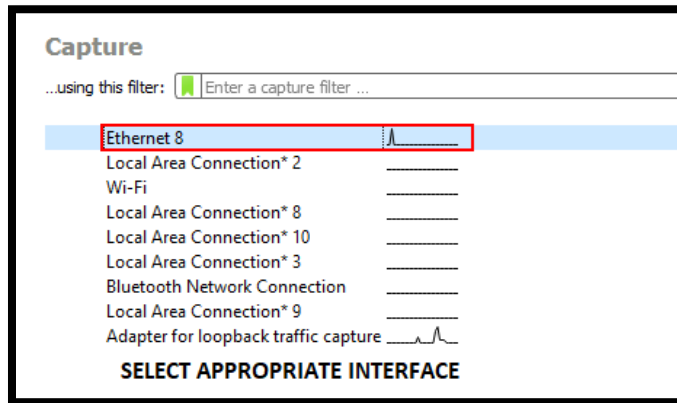 Capture
...using this filter: Enter a capture filter ...
Ethernet 8
Local Area Connection* 2
Wi-Fi
Local Area Connection* 8
Local Area Connection* 10
Local Area Connection* 3
Bluetooth Network Connection
Local Area Connection* 9
Adapter for loopback traffic capture
SELECT APPROPRIATE INTERFACE